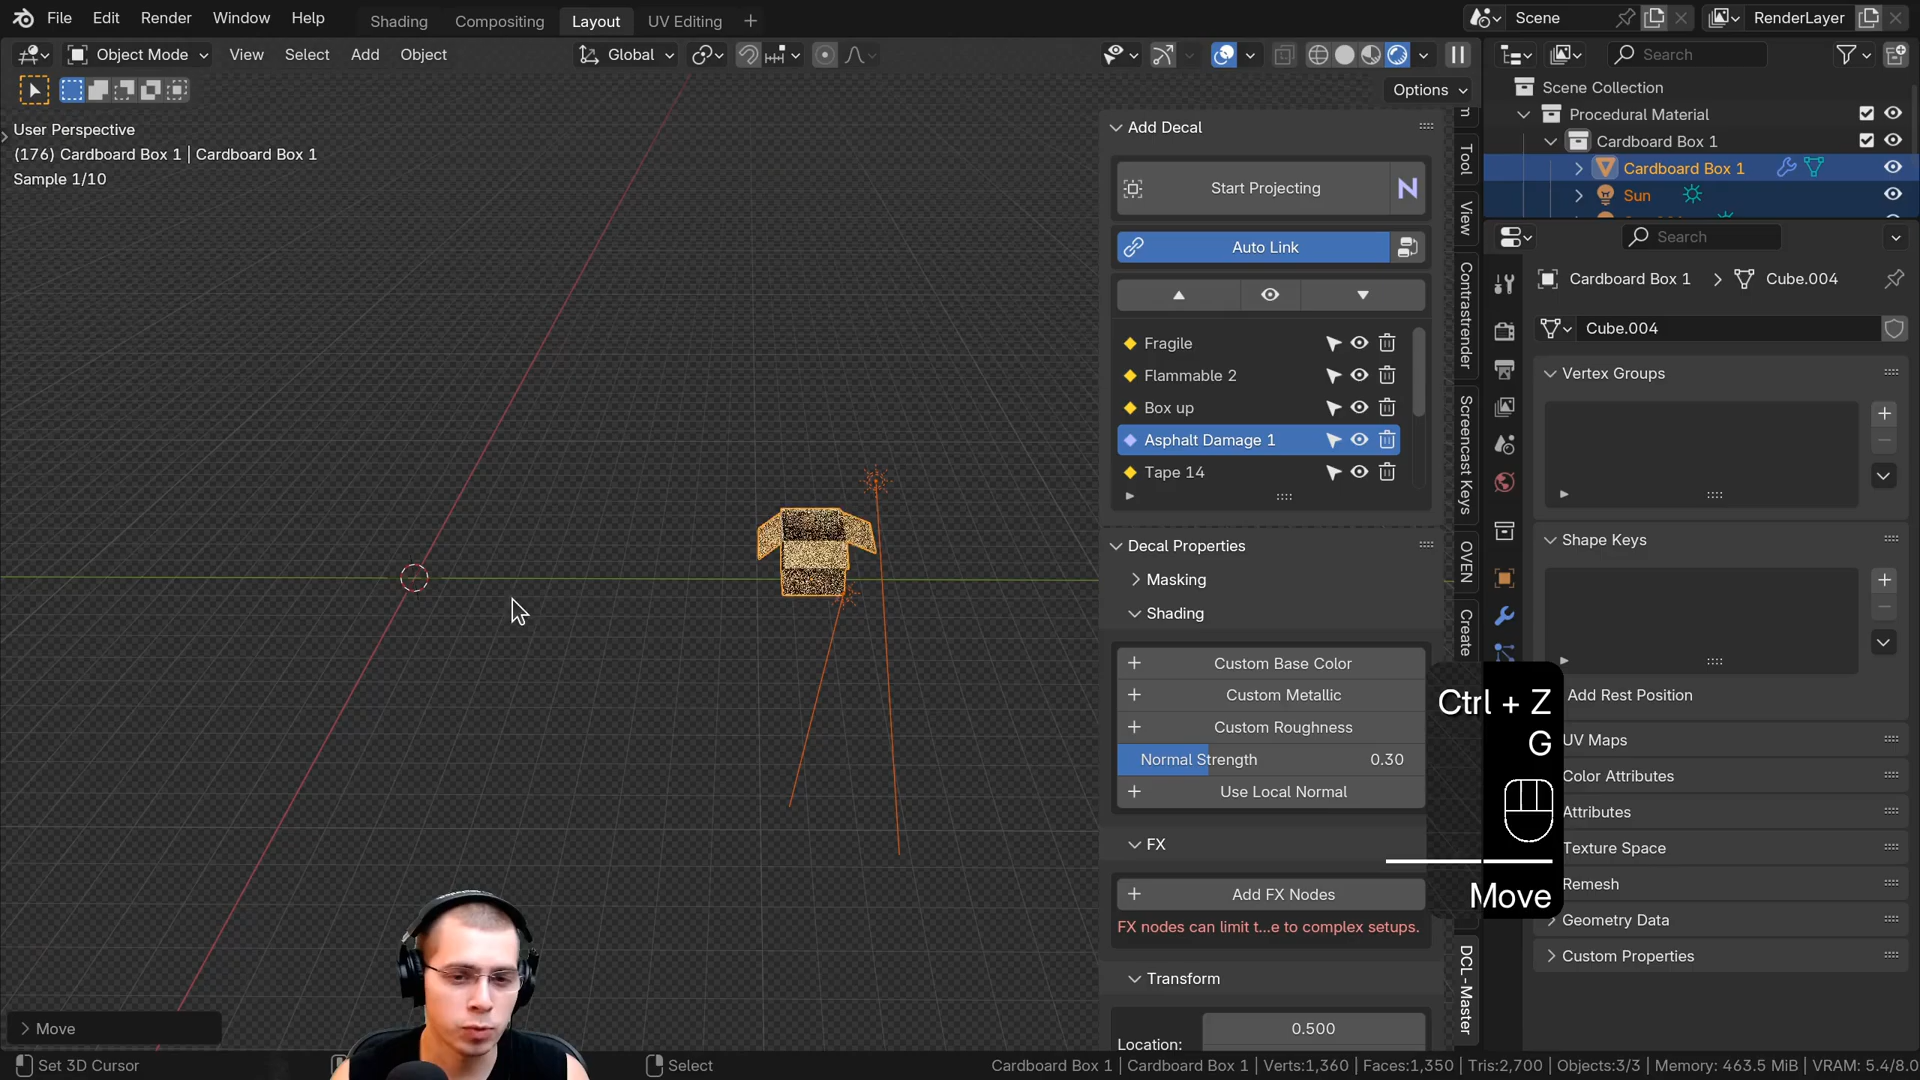 File Edit Render Window Help
Shading Compositing Layout UV Editing +
Scene
RenderLayer
Object Mode View Select Add Object
Global
Search
Options
User Perspective
(176) Cardboard Box 1 | Cardboard Box 1
Sample 1/10
Add Decal
Start Projecting
N
Auto Link
Fragile
Flammable 2
Box up
Asphalt Damage 1
Tape 14
Decal Properties
Masking
Shading
Custom Base Color
Custom Metallic
Custom Roughness
Normal Strength 0.30
Use Local Normal
FX
Add FX Nodes
FX nodes can limit t...e to complex setups.
Transform
Location: 0.500
Tool
View
Contrastrender
Screencast Keys
OVEN
Create
DCL-Master
Scene Collection
Procedural Material
Cardboard Box 1
Cardboard Box 1
Sun
Search
Cardboard Box 1 > Cube.004
Cube.004
Vertex Groups
Shape Keys
Add Rest Position
UV Maps
Color Attributes
Attributes
Texture Space
Remesh
Geometry Data
Custom Properties
Ctrl + Z
G
Move
Move
Set 3D Cursor
Select
Cardboard Box 1 | Cardboard Box 1 | Verts:1,360 | Faces:1,350 | Tris:2,700 | Objects:3/3 | Memory: 463.5 MiB | VRAM: 5.4/8.0